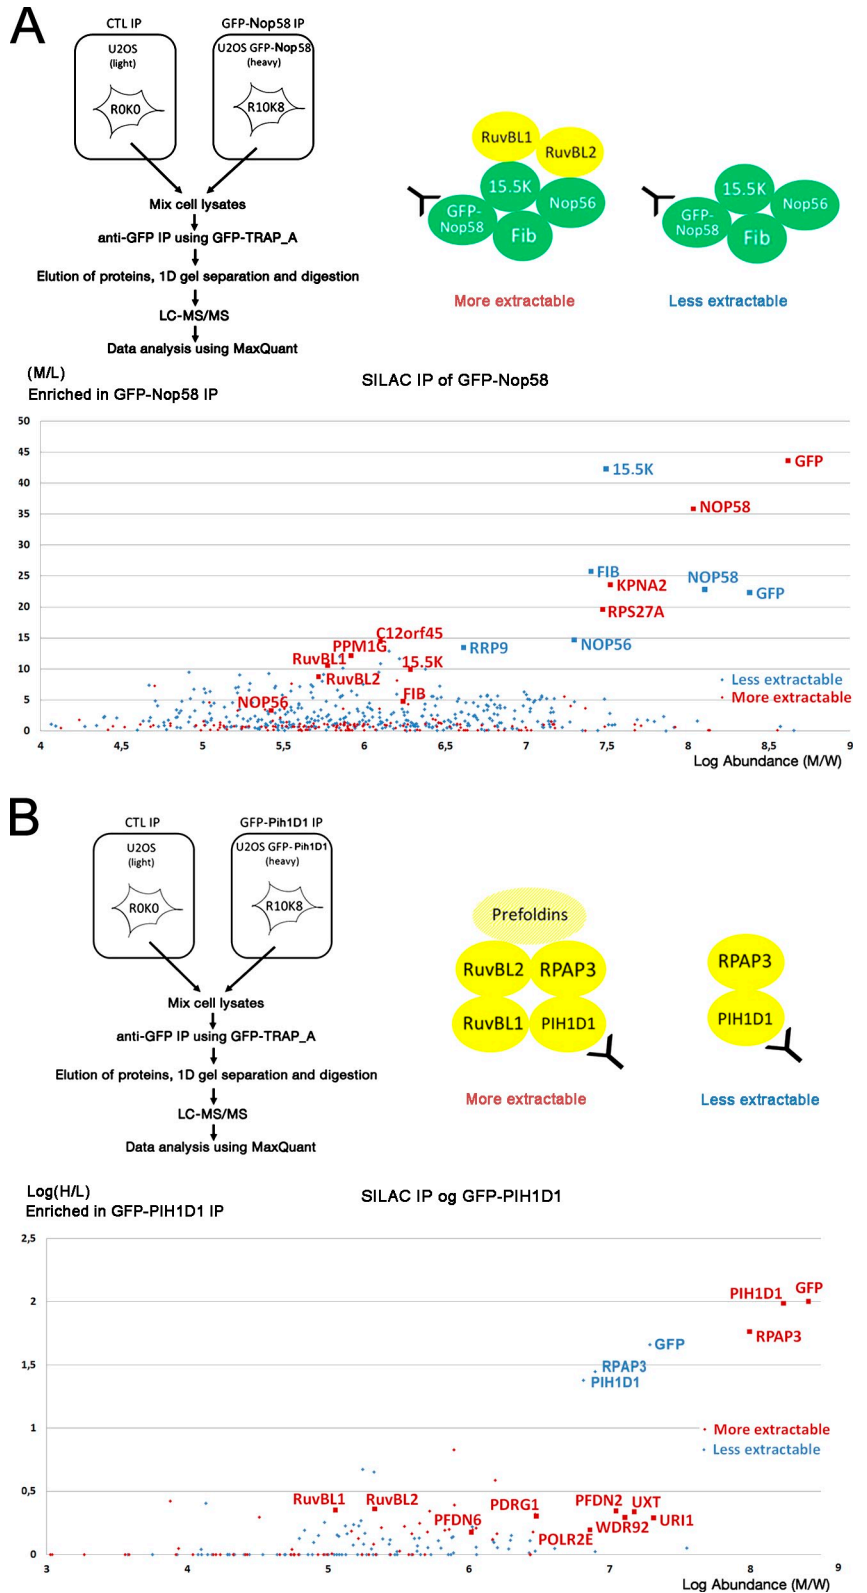 A
CTL IP
GFP-Nop58 IP
U2OS
(light)
U2OS GFP-Nop58
(heavy)
R0K0
R10K8
Mix cell lysates
anti-GFP IP using GFP-TRAP_A
Elution of proteins, 1D gel separation and digestion
LC-MS/MS
Data analysis using MaxQuant
RuvBL1
RuvBL2
15.5K
Nop56
GFP-
Nop58
Fib
More extractable
15.5K
Nop56
GFP-
Nop58
Fib
Less extractable
(M/L)
Enriched in GFP-Nop58 IP
SILAC IP of GFP-Nop58
50
45
40
35
30
25
20
15
10
5
0
GFP
15.5K
NOP58
FIB
KPNA2
NOP58
GFP
RPS27A
C12orf45
PPM1G
RRP9
NOP56
RuvBL1
15.5K
RuvBL2
NOP56
FIB
Less extractable
More extractable
4 4,5 5 5,5 6 6,5 7 7,5 8 8,5 9
Log Abundance (M/W)
B
CTL IP
GFP-Pih1D1 IP
U2OS
(light)
U2OS GFP-Pih1D1
(heavy)
R0K0
R10K8
Mix cell lysates
anti-GFP IP using GFP-TRAP_A
Elution of proteins, 1D gel separation and digestion
LC-MS/MS
Data analysis using MaxQuant
Prefoldins
RuvBL2
RPAP3
RuvBL1
PIH1D1
More extractable
RPAP3
PIH1D1
Less extractable
Log(H/L)
Enriched in GFP-PIH1D1 IP
SILAC IP og GFP-PIH1D1
2,5
2
1,5
1
0,5
0
PIH1D1
GFP
RPAP3
GFP
RPAP3
PIH1D1
More extractable
Less extractable
RuvBL1
RuvBL2
PFDN6
PDRG1
PFDN2
UXT
POLR2E
WDR92
URI1
3 4 5 6 7 8 9
Log Abundance (M/W)